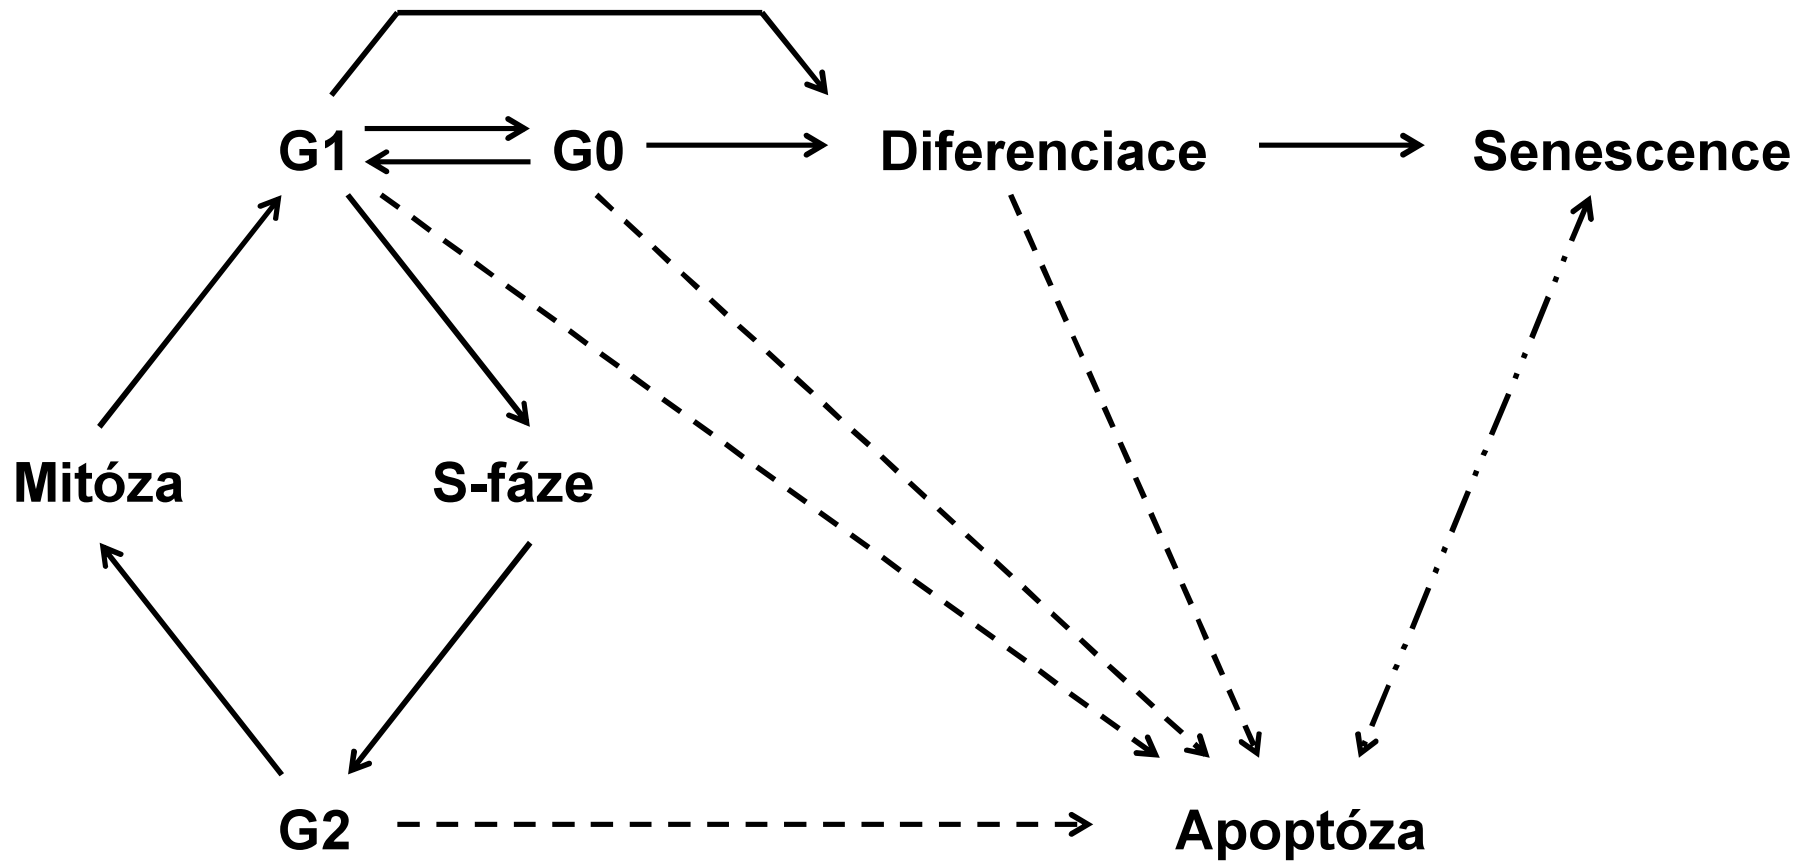 G1
G0
Diferenciace
Senescence
Mitóza
S-fáze
G2
Apoptóza